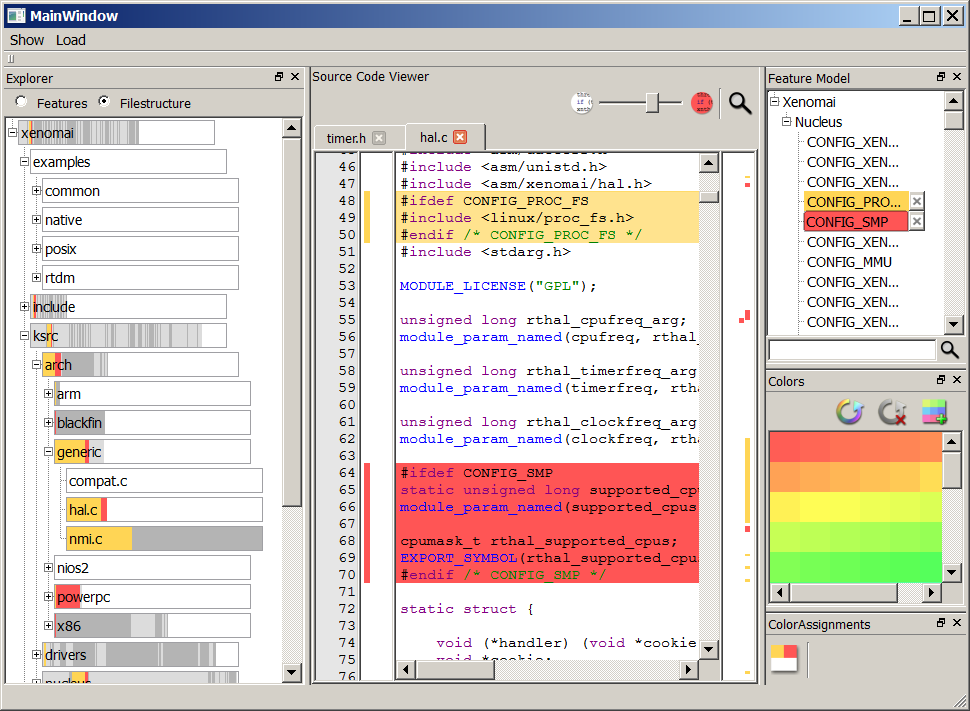 MainWindow
Show Load
Explorer
Features Filestructure
xenomai
examples
common
native
posix
rtdm
include
ksrc
arch
arm
blackfin
generic
compat.c
hal.c
nmi.c
nios2
powerpc
x86
drivers
nucleus
Source Code Viewer
timer.h hal.c
46 #include <asm/unistd.h>
47 #include <asm/xenomai/hal.h>
48 #ifdef CONFIG_PROC_FS
49 #include <linux/proc_fs.h>
50 #endif /* CONFIG_PROC_FS */
51 #include <stdarg.h>
52
53 MODULE_LICENSE("GPL");
54
55 unsigned long rthal_cpufreq_arg;
56 module_param_named(cpufreq, rthal_
57
58 unsigned long rthal_timerfreq_arg
59 module_param_named(timerfreq, rtha
60
61 unsigned long rthal_clockfreq_arg
62 module_param_named(clockfreq, rtha
63
64 #ifdef CONFIG_SMP
65 static unsigned long supported_cpu
66 module_param_named(supported_cpus
67
68 cpumask_t rthal_supported_cpus;
69 EXPORT_SYMBOL(rthal_supported_cpu
70 #endif /* CONFIG_SMP */
71
72 static struct {
73
74 void (*handler) (void *cookie
75 void *cookie;
76
Feature Model
Xenomai
Nucleus
CONFIG_XEN...
CONFIG_XEN...
CONFIG_XEN...
CONFIG_PRO...
CONFIG_SMP
CONFIG_XEN...
CONFIG_MMU
CONFIG_XEN...
CONFIG_XEN...
CONFIG_XEN...
Colors
ColorAssignments